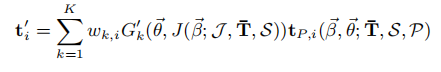 $\mathbf{t}'_i = \sum_{k=1}^{K} w_{k,i} G'_k(\vec{\theta}, J(\vec{\beta}; \mathcal{J}, \bar{\mathbf{T}}, \mathcal{S})) \mathbf{t}_{P,i}(\vec{\beta}, \vec{\theta}; \bar{\mathbf{T}}, \mathcal{S}, \mathcal{P})$